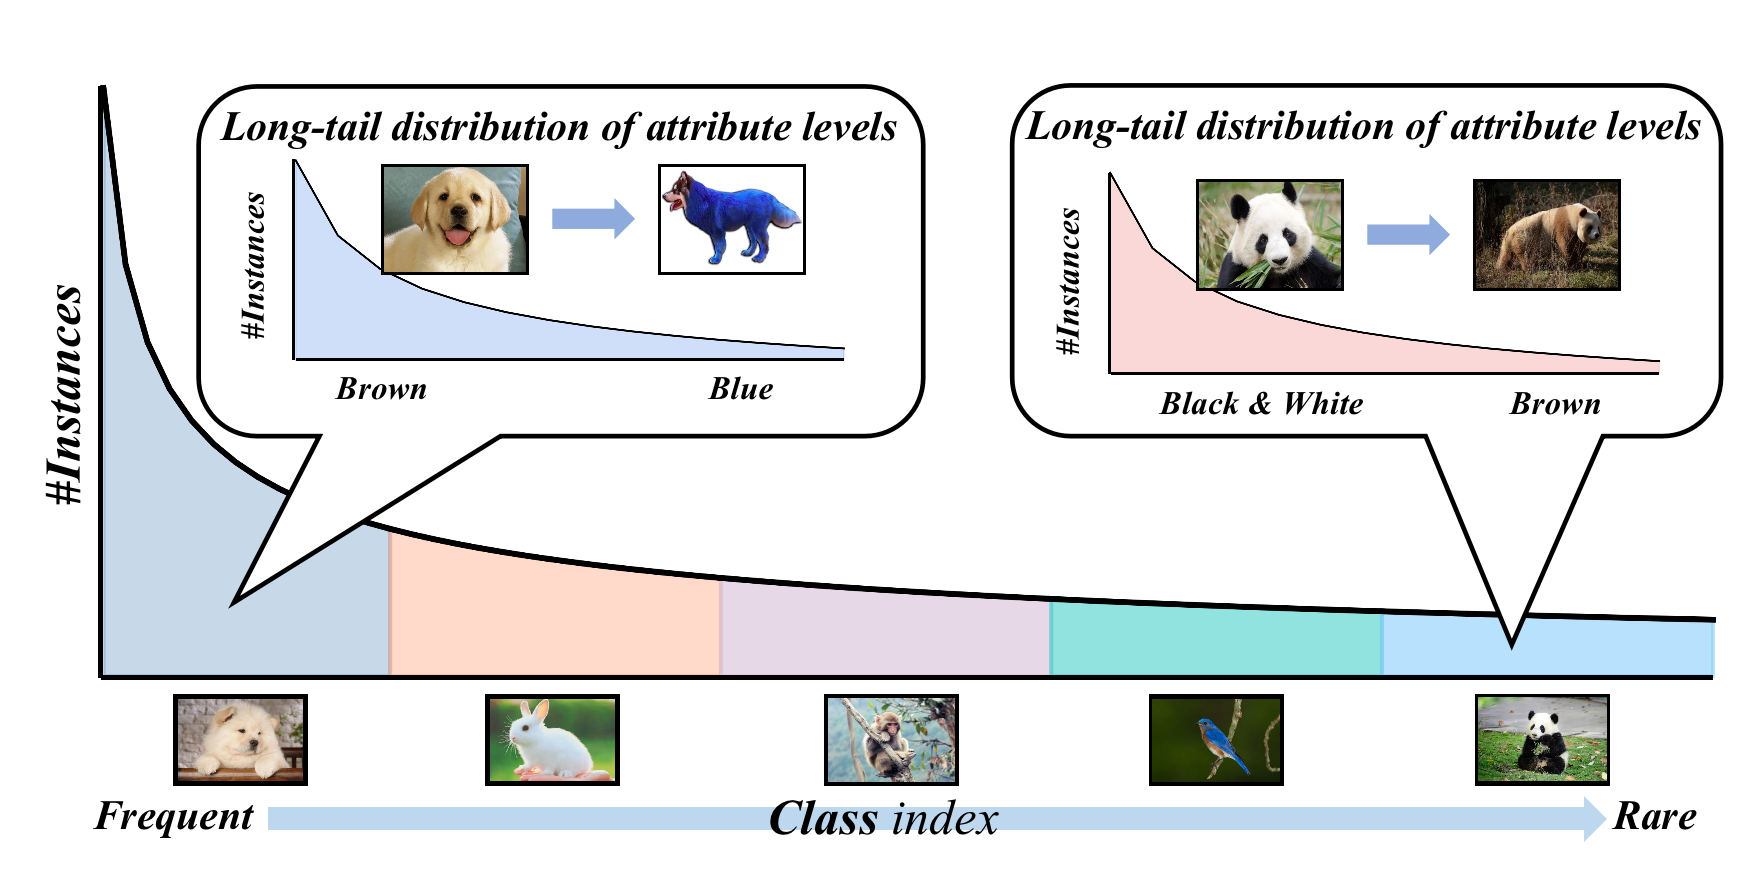 Long-tail distribution of attribute levels
#Instances
Brown
Blue
Long-tail distribution of attribute levels
#Instances
Black & White
Brown
#Instances
Frequent
Class index
Rare